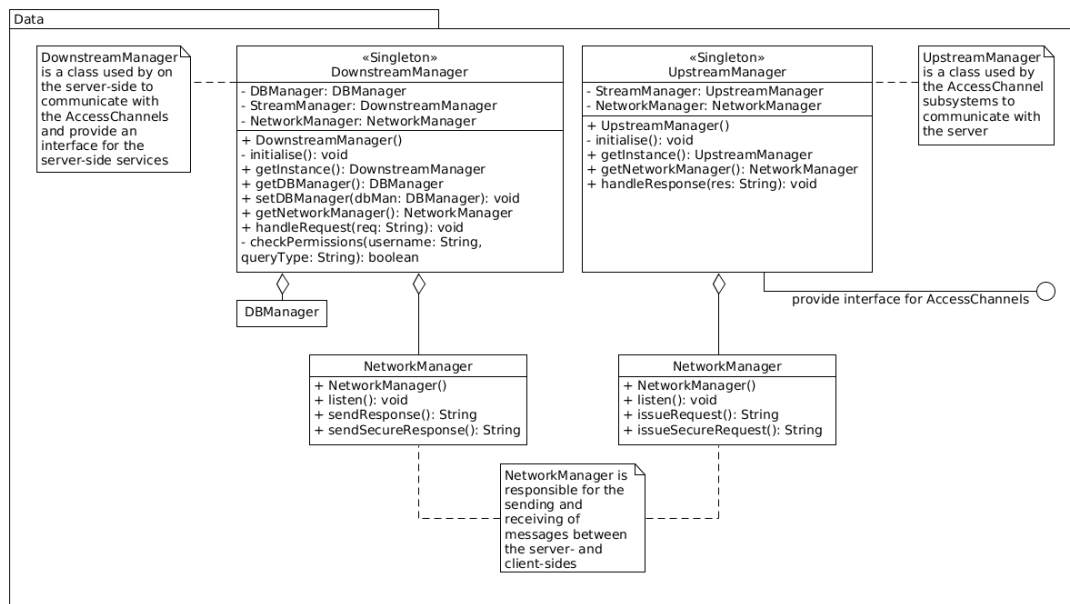 Data
DownstreamManager
is a class used by on
the server-side to
communicate with
the AccessChannels
and provide an
interface for the
server-side services
«Singleton»
DownstreamManager
- DBManager: DBManager
- StreamManager: DownstreamManager
- NetworkManager: NetworkManager
+ DownstreamManager()
- initialise(): void
+ getInstance(): DownstreamManager
+ getDBManager(): DBManager
+ setDBManager(dbMan: DBManager): void
+ getNetworkManager(): NetworkManager
+ handleRequest(req: String): void
- checkPermissions(username: String,
queryType: String): boolean
«Singleton»
UpstreamManager
- StreamManager: UpstreamManager
- NetworkManager: NetworkManager
+ UpstreamManager()
- initialise(): void
+ getInstance(): UpstreamManager
+ getNetworkManager(): NetworkManager
+ handleResponse(res: String): void
UpstreamManager
is a class used by
the AccessChannel
subsystems to
communicate with
the server
DBManager
provide interface for AccessChannels
NetworkManager
+ NetworkManager()
+ listen(): void
+ sendResponse(): String
+ sendSecureResponse(): String
NetworkManager
+ NetworkManager()
+ listen(): void
+ issueRequest(): String
+ issueSecureRequest(): String
NetworkManager is
responsible for the
sending and
receiving of
messages between
the server- and
client-sides